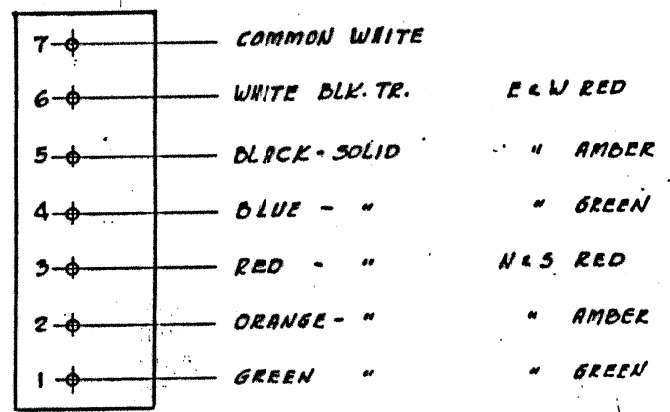 7 COMMON WHITE
6 WHITE BLK. TR. E & W RED
5 BLACK - SOLID " AMBER
4 BLUE - " " GREEN
3 RED - " N & S RED
2 ORANGE - " " AMBER
1 GREEN " " GREEN